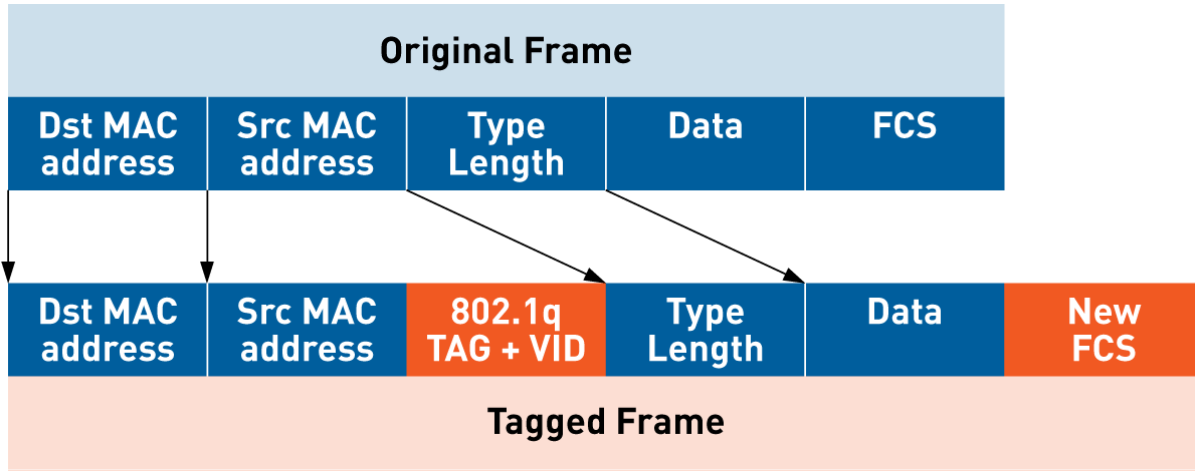 Original Frame
Dst MAC
address
Src MAC
address
Type
Length
Data
FCS
Dst MAC
address
Src MAC
address
802.1q
TAG + VID
Type
Length
Data
New
FCS
Tagged Frame